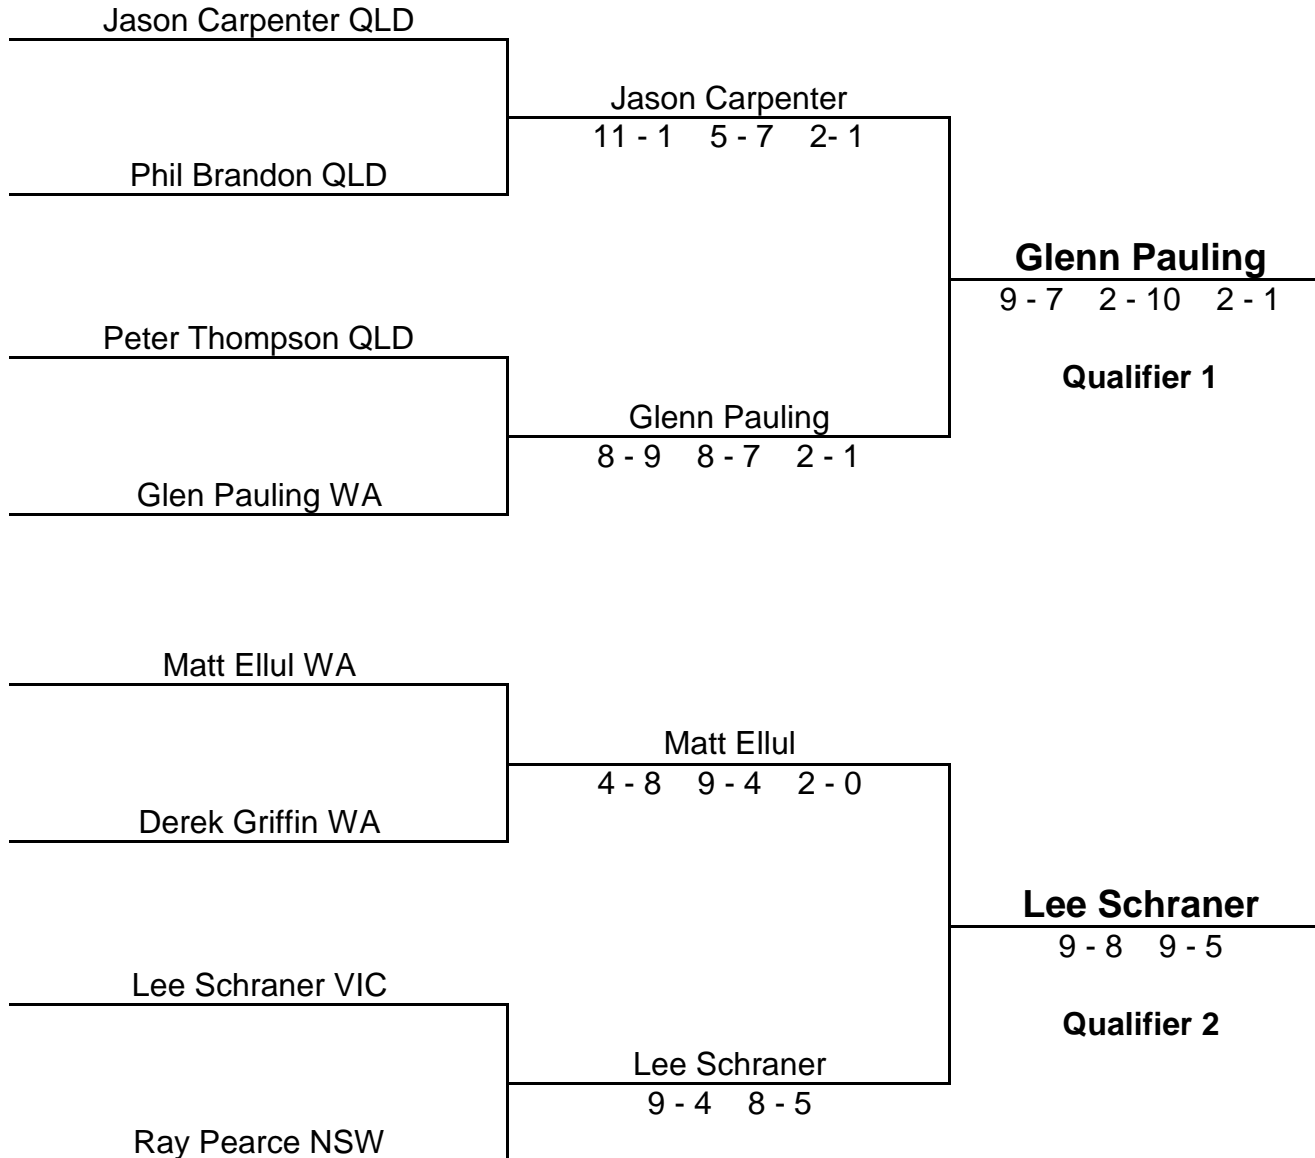 Jason Carpenter QLD
Jason Carpenter
11 - 1 5 - 7 2- 1
Phil Brandon QLD
Glenn Pauling
9 - 7 2 - 10 2 - 1
Peter Thompson QLD
Qualifier 1
Glenn Pauling
8 - 9 8 - 7 2 - 1
Glen Pauling WA
Matt Ellul WA
Matt Ellul
4 - 8 9 - 4 2 - 0
Derek Griffin WA
Lee Schraner
9 - 8 9 - 5
Lee Schraner VIC
Qualifier 2
Lee Schraner
9 - 4 8 - 5
Ray Pearce NSW